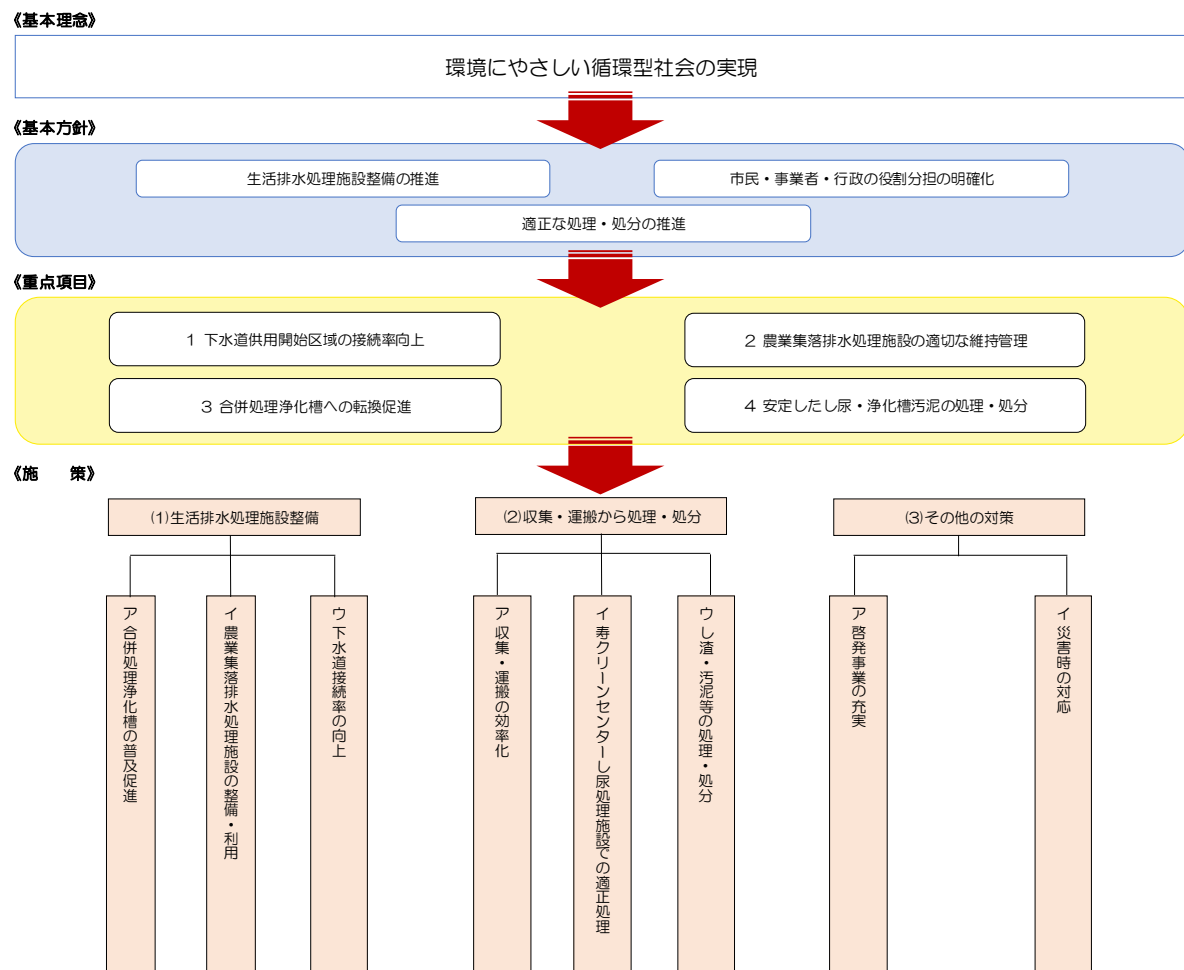 《基本理念》
環境にやさしい循環型社会の実現
《基本方針》
生活排水処理施設整備の推進
市民・事業者・行政の役割分担の明確化
適正な処理・処分の推進
《重点項目》
1 下水道供用開始区域の接続率向上
2 農業集落排水処理施設の適切な維持管理
3 合併処理浄化槽への転換促進
4 安定したし尿・浄化槽汚泥の処理・処分
《施　　策》
(1)生活排水処理施設整備
(2)収集・運搬から処理・処分
(3)その他の対策
ア 合併処理浄化槽の普及促進
イ 農業集落排水処理施設の整備・利用
ウ 下水道接続率の向上
ア 収集・運搬の効率化
イ 寿クリーンセンターし尿処理施設での適正処理
ウ し渣・汚泥等の処理・処分
ア 啓発事業の充実
イ 災害時の対応